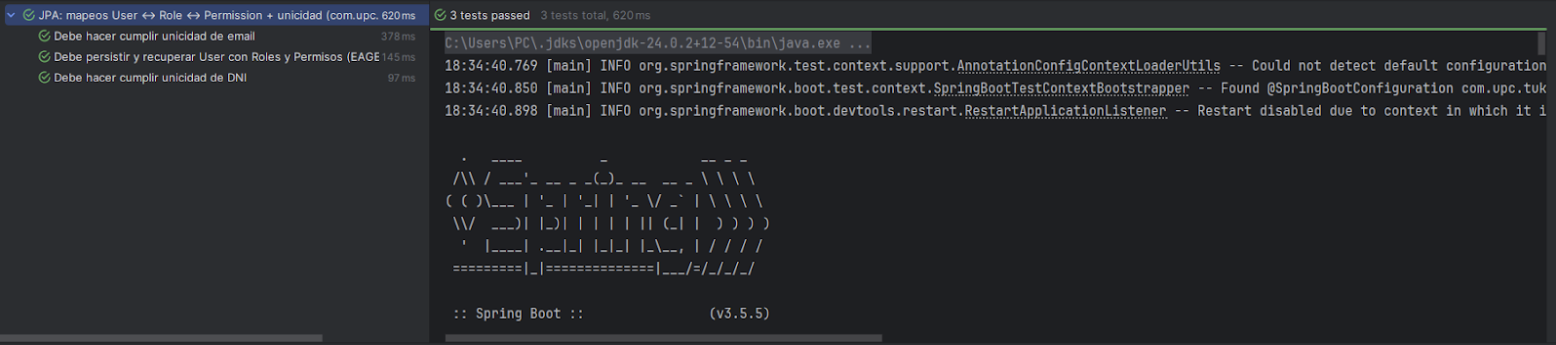 JPA: mapeos User ↔ Role ↔ Permission + unicidad (com.upc. 620 ms
Debe hacer cumplir unicidad de email 378 ms
Debe persistir y recuperar User con Roles y Permisos (EAGE 145 ms
Debe hacer cumplir unicidad de DNI 97 ms
3 tests passed 3 tests total, 620 ms
C:\Users\PC\.jdks\openjdk-24.0.2+12-54\bin\java.exe ...
18:34:40.769 [main] INFO org.springframework.test.context.support.AnnotationConfigContextLoaderUtils -- Could not detect default configuration
18:34:40.850 [main] INFO org.springframework.boot.test.context.SpringBootTestContextBootstrapper -- Found @SpringBootConfiguration com.upc.tuk
18:34:40.898 [main] INFO org.springframework.boot.devtools.restart.RestartApplicationListener -- Restart disabled due to context in which it i
  .   ____          _            __ _ _
 /\\ / ___'_ __ _ _(_)_ __  __ _ \ \ \ \
( ( )\___ | '_ | '_| | '_ \/ _` | \ \ \ \
 \\/  ___)| |_)| | | | | || (_| |  ) ) ) )
  '  |____| .__|_| |_|_| |_\__, | / / / /
 =========|_|==============|___/=/_/_/_/
 :: Spring Boot ::                (v3.5.5)